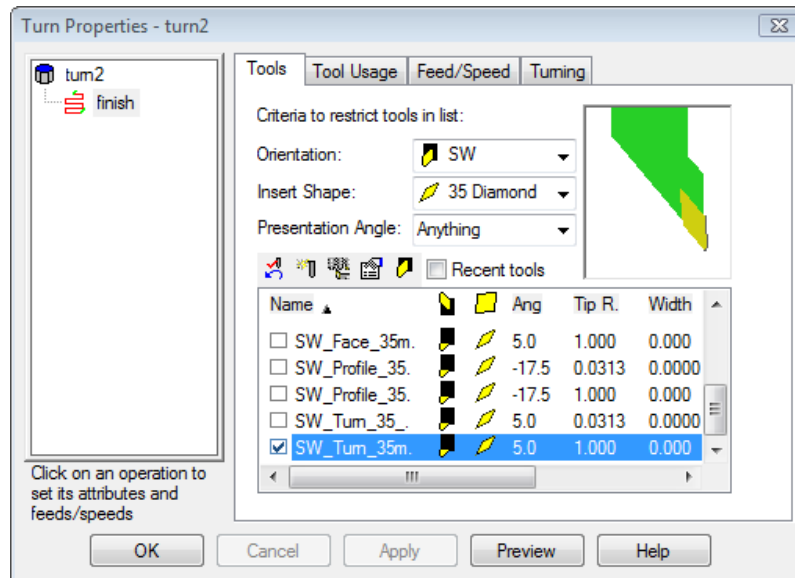 Turn Properties - turn2
turn2
finish
Click on an operation to
set its attributes and
feeds/speeds
Tools Tool Usage Feed/Speed Turning
Criteria to restrict tools in list:
Orientation: SW
Insert Shape: 35 Diamond
Presentation Angle: Anything
Recent tools
Name Ang Tip R. Width
SW_Face_35m. 5.0 1.000 0.000
SW_Profile_35. -17.5 0.0313 0.0000
SW_Profile_35. -17.5 1.000 0.000
SW_Turn_35_. 5.0 0.0313 0.0000
SW_Turn_35m. 5.0 1.000 0.000
OK Cancel Apply Preview Help